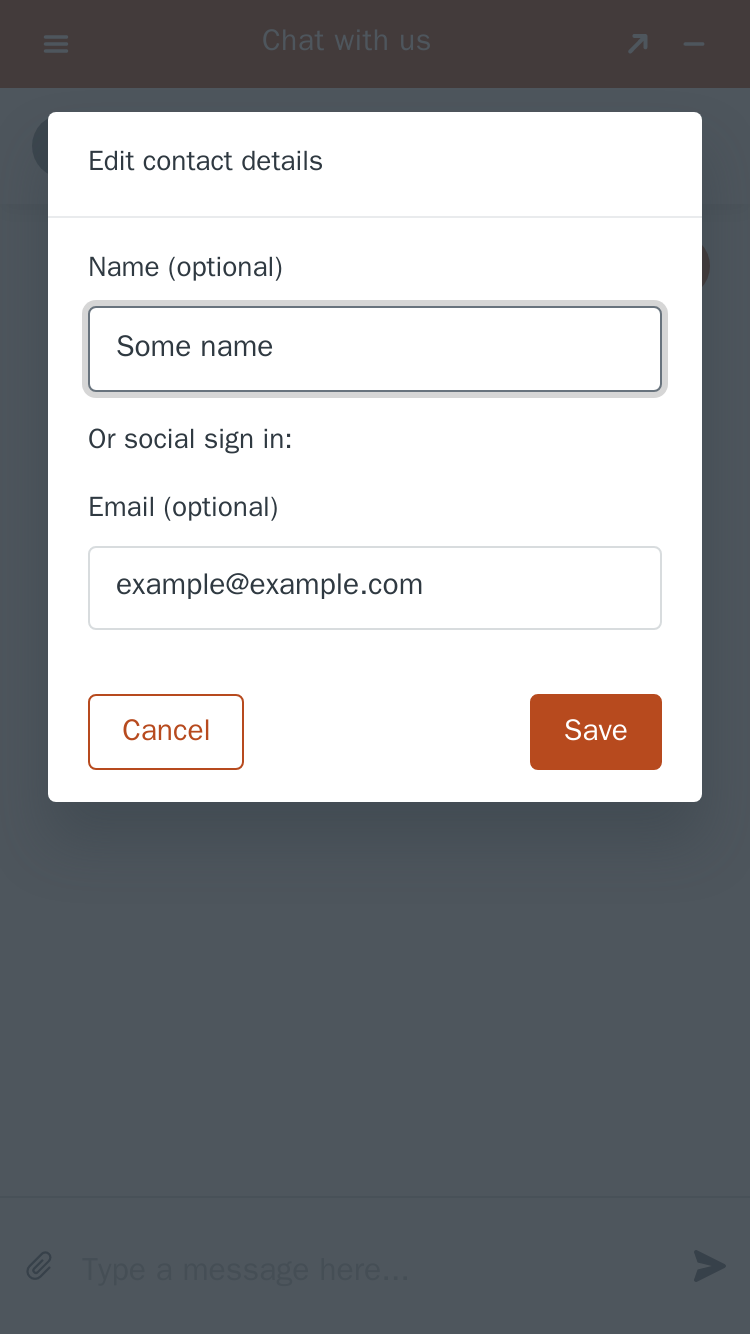 Chat with us
Edit contact details
Name (optional)
Some name
Or social sign in:
Email (optional)
example@example.com
Cancel
Save
Type a message here...